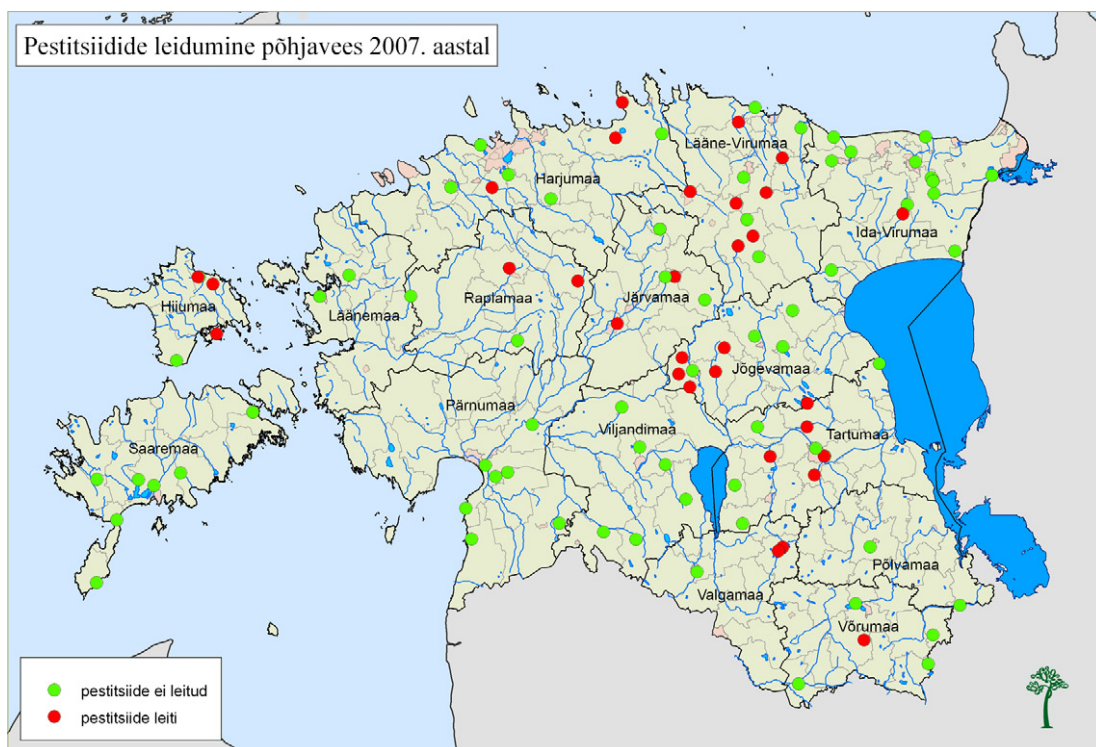 Pestitsiidide leidumine põhjavees 2007. aastal
Lääne-Virumaa
Harjumaa
Ida-Virumaa
Hiiumaa
Läänemaa
Raplamaa
Järvamaa
Jõgevamaa
Pärnumaa
Viljandimaa
Tartumaa
Saaremaa
Põlvamaa
Valgamaa
Võrumaa
pestitsiide ei leitud
pestitsiide leiti